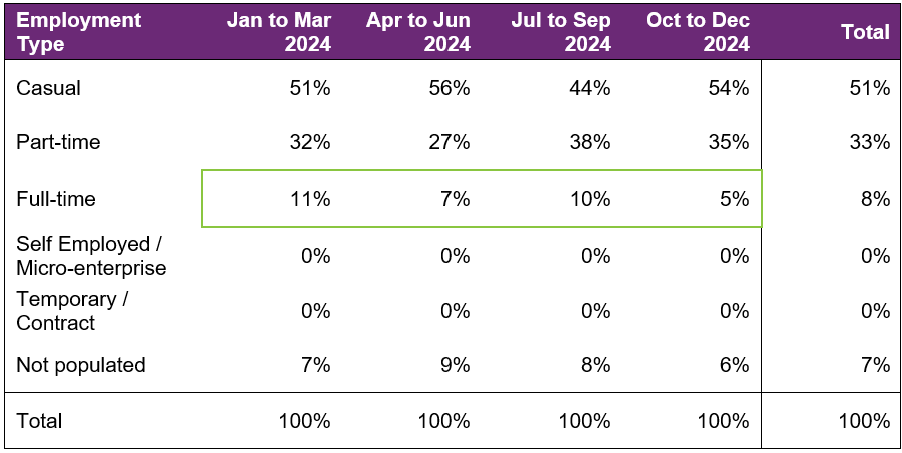 Employment Type Jan to Mar 2024 Apr to Jun 2024 Jul to Sep 2024 Oct to Dec 2024 Total
Casual 51% 56% 44% 54% 51%
Part-time 32% 27% 38% 35% 33%
Full-time 11% 7% 10% 5% 8%
Self Employed / Micro-enterprise 0% 0% 0% 0% 0%
Temporary / Contract 0% 0% 0% 0% 0%
Not populated 7% 9% 8% 6% 7%
Total 100% 100% 100% 100% 100%